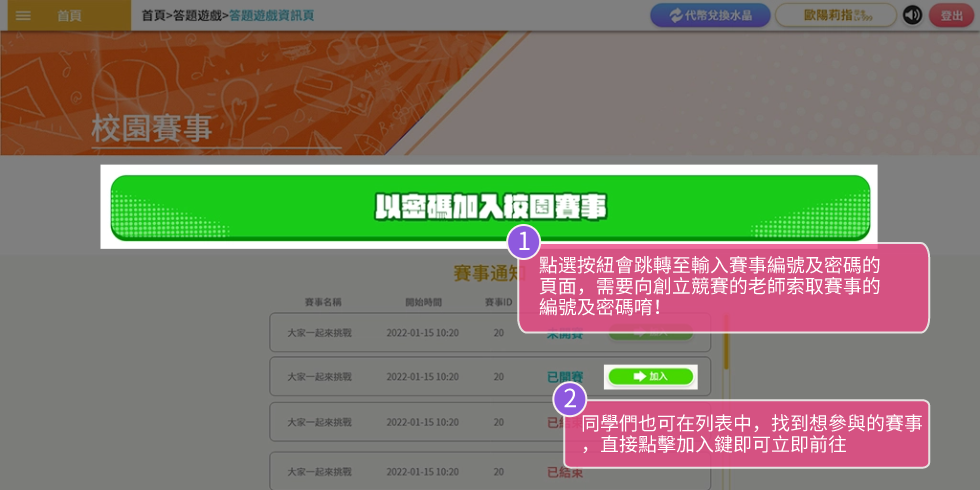 首頁
首頁>答題遊戲>答題遊戲資訊頁
代幣兌換水晶
歐陽莉指
登出
校園賽事
以密碼加入校園賽事
1
點選按紐會跳轉至輸入賽事編號及密碼的
頁面，需要向創立競賽的老師索取賽事的
編號及密碼唷!
賽事通知
賽事名稱 開始時間 賽事ID
大家一起來挑戰 2022-01-15 10:20 20 未開賽
大家一起來挑戰 2022-01-15 10:20 20 已開賽 加入
2
同學們也可在列表中，找到想參與的賽事
，直接點擊加入鍵即可立即前往
大家一起來挑戰 2022-01-15 10:20 20 已結
大家一起來挑戰 2022-01-15 10:20 20 已結束